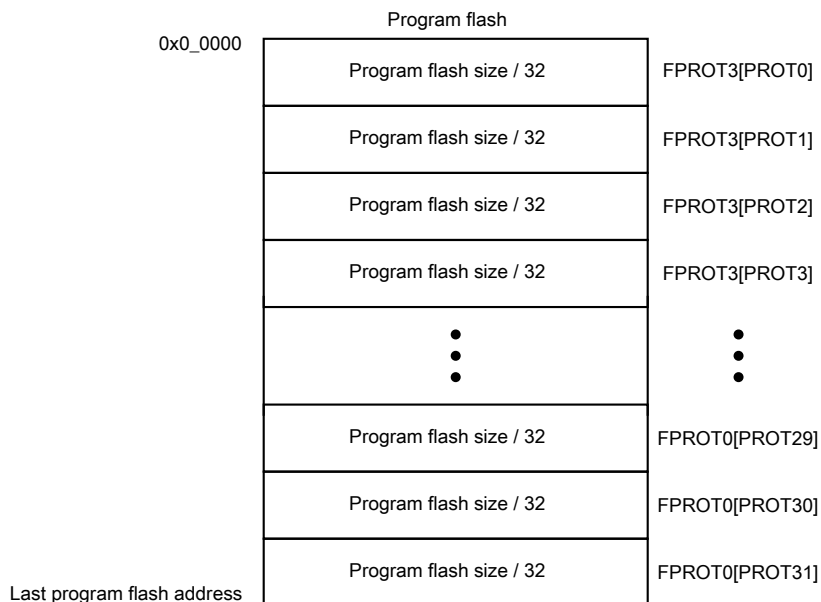 Program flash
0x0_0000
Program flash size / 32 FPROT3[PROT0]
Program flash size / 32 FPROT3[PROT1]
Program flash size / 32 FPROT3[PROT2]
Program flash size / 32 FPROT3[PROT3]
Program flash size / 32 FPROT0[PROT29]
Program flash size / 32 FPROT0[PROT30]
Program flash size / 32 FPROT0[PROT31]
Last program flash address